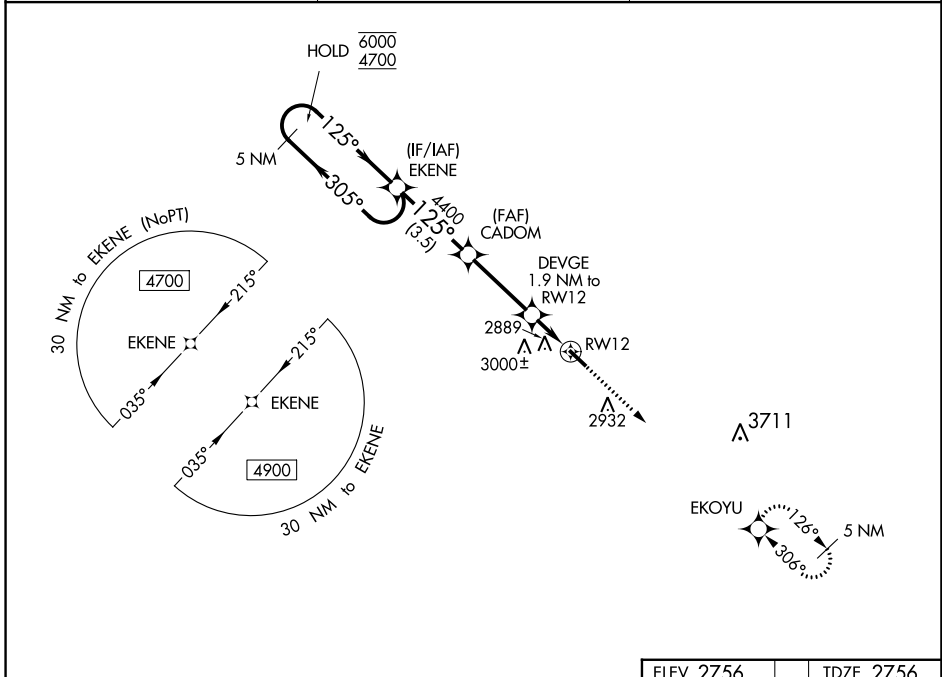 HOLD 6000
4700
125°
5 NM
305°
(IF/IAF)
EKENE
4400
125°
(3.5)
(FAF)
CADOM
DEVGE
1.9 NM to
RW12
2889
3000±
RW12
2932
3711
30 NM to EKENE (NoPT)
4700
215°
EKENE
035°
215°
EKENE
035°
4900
30 NM to EKENE
EKOYU
126°
5 NM
306°
ELEV 2756
TDZE 2756